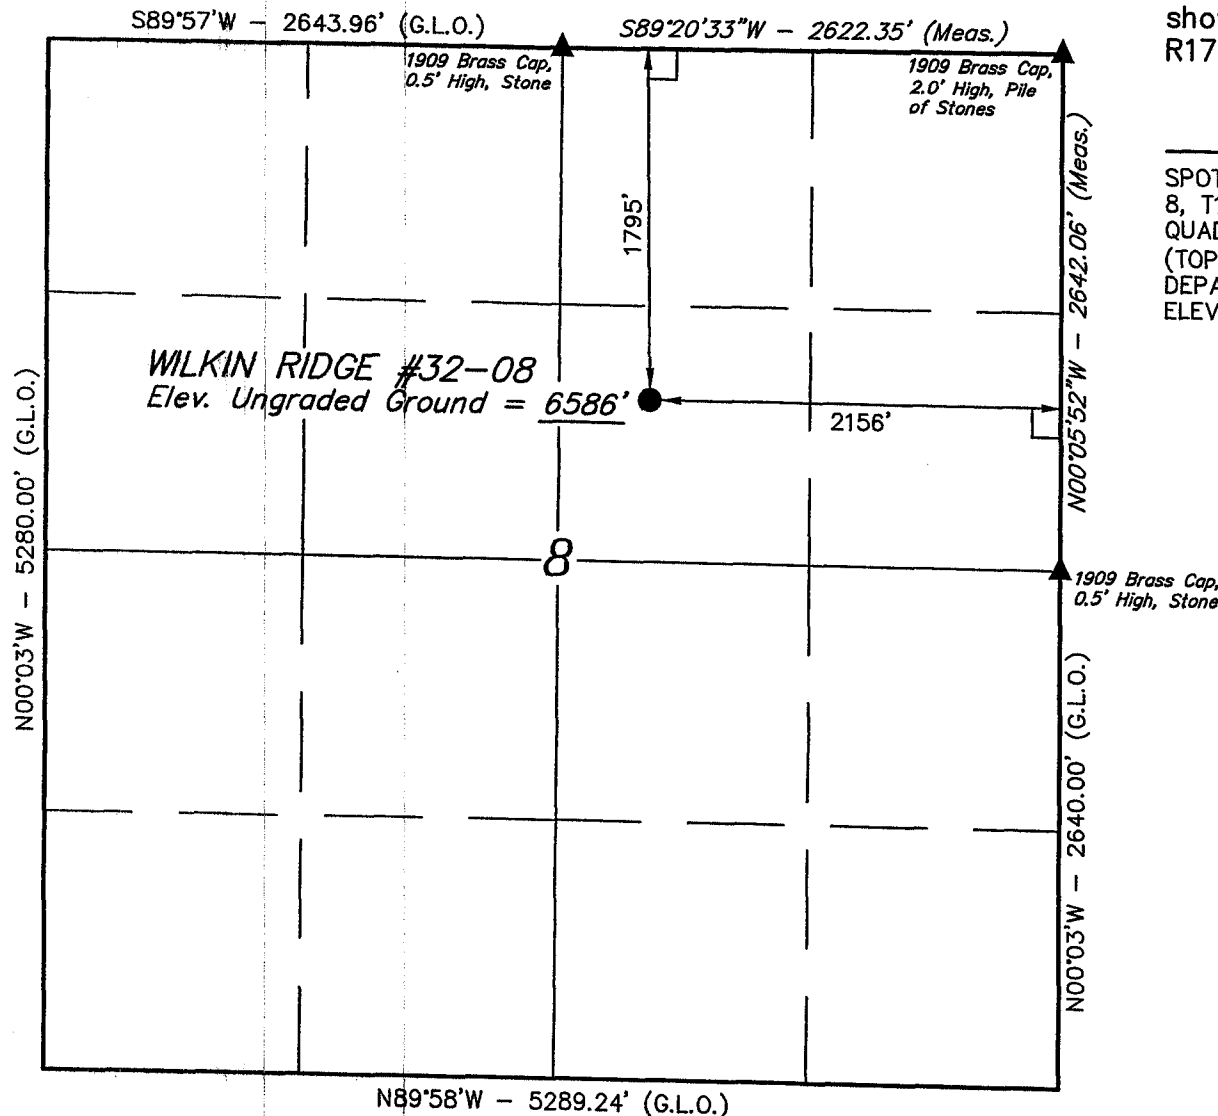 S89°57'W - 2643.96' (G.L.O.)
S89°20'33"W - 2622.35' (Meas.)
1909 Brass Cap,
0.5' High, Stone
1909 Brass Cap,
2.0' High, Pile
of Stones
1795'
N00°05'52"W - 2642.06' (Meas.)
WILKIN RIDGE #32-08
Elev. Ungraded Ground = 6586'
2156'
N00°03'W - 5280.00' (G.L.O.)
8
1909 Brass Cap,
0.5' High, Stone
N00°03'W - 2640.00' (G.L.O.)
N89°58'W - 5289.24' (G.L.O.)
R17
SPOT
8,
QUAD
(TOP
DEPA
ELEV